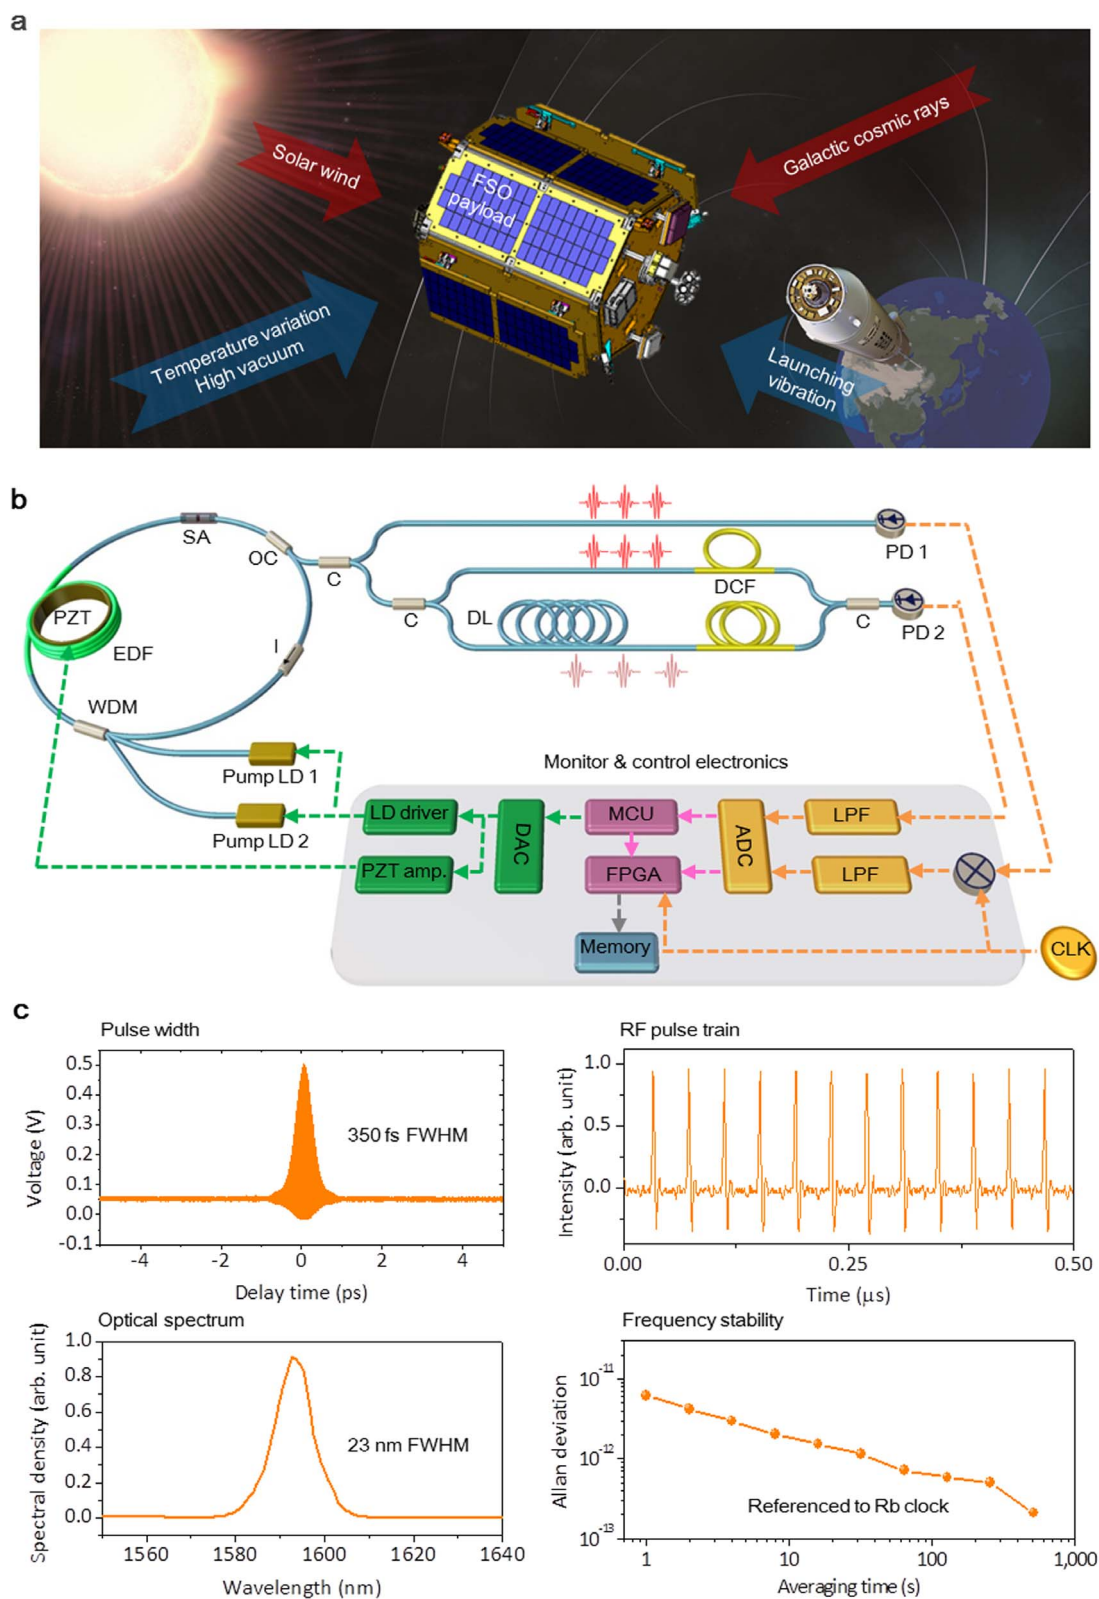 a
Solar wind
FSO
payload
Galactic cosmic rays
Temperature variation
High vacuum
Launching
vibration
b
SA
OC
C
PD 1
PZT
EDF
I
C
DL
DCF
C
PD 2
WDM
Pump LD 1
Pump LD 2
Monitor & control electronics
LD driver
DAC
MCU
ADC
LPF
PZT amp.
FPGA
LPF
Memory
CLK
c
Pulse width
Voltage (V)
0.5
0.4
0.3
0.2
0.1
0.0
-0.1
350 fs FWHM
-4
-2
0
2
4
Delay time (ps)
RF pulse train
Intensity (arb. unit)
1.0
0.5
0.0
0.00
0.25
0.50
Time (μs)
Optical spectrum
Spectral density (arb. unit)
1.0
0.8
0.6
0.4
0.2
0.0
23 nm FWHM
1560
1580
1600
1620
1640
Wavelength (nm)
Frequency stability
Allan deviation
10-11
10-12
10-13
Referenced to Rb clock
1
10
100
1,000
Averaging time (s)